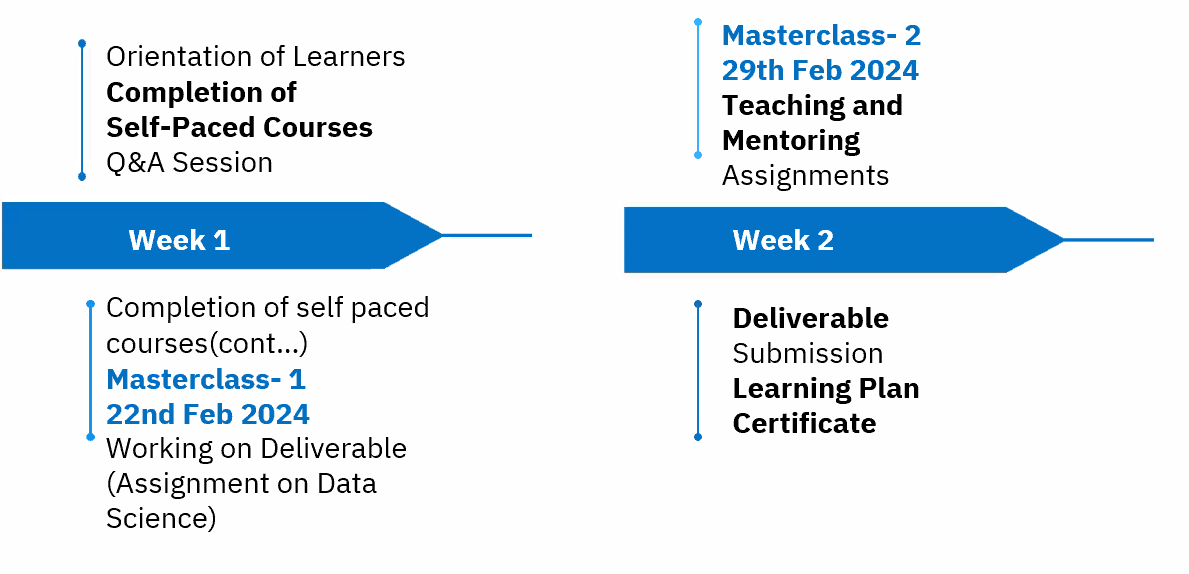 Orientation of Learners
Completion of
Self-Paced Courses
Q&A Session
Week 1
Completion of self paced
courses(cont...)
Masterclass- 1
22nd Feb 2024
Working on Deliverable
(Assignment on Data
Science)
Masterclass- 2
29th Feb 2024
Teaching and
Mentoring
Assignments
Week 2
Deliverable
Submission
Learning Plan
Certificate